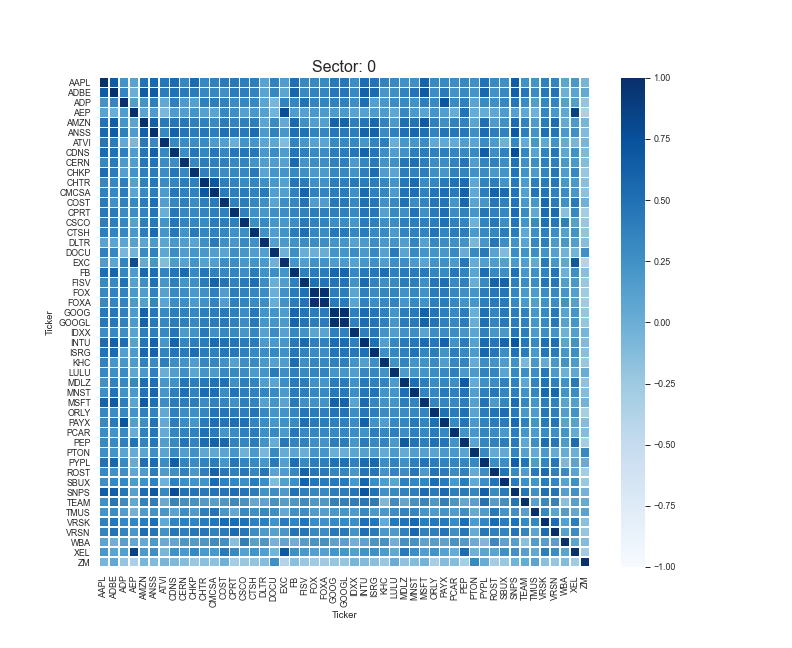 Sector: 0
AAPL
ADBE
ADP
AEP
AMZN
ANSS
ATVI
CDNS
CERN
CHKP
CHTR
CMCSA
COST
CPRT
CSCO
CTSH
DLTR
DOCU
EXC
FB
FISV
FOX
FOXA
GOOG
GOOGL
IDXX
INTU
ISRG
KHC
LULU
MDLZ
MNST
MSFT
ORLY
PAYX
PCAR
PEP
PTON
PYPL
ROST
SBUX
SNPS
TEAM
TMUS
VRSK
VRSN
WBA
XEL
ZM
Ticker
AAPL
ADBE
ADP
AEP
AMZN
ANSS
ATVI
CDNS
CERN
CHKP
CHTR
CMCSA
COST
CPRT
CSCO
CTSH
DLTR
DOCU
EXC
FB
FISV
FOX
FOXA
GOOG
GOOGL
IDXX
INTU
ISRG
KHC
LULU
MDLZ
MNST
MSFT
ORLY
PAYX
PCAR
PEP
PTON
PYPL
ROST
SBUX
SNPS
TEAM
TMUS
VRSK
VRSN
WBA
XEL
ZM
Ticker
1.00
0.75
0.50
0.25
0.00
−0.25
−0.50
−0.75
−1.00